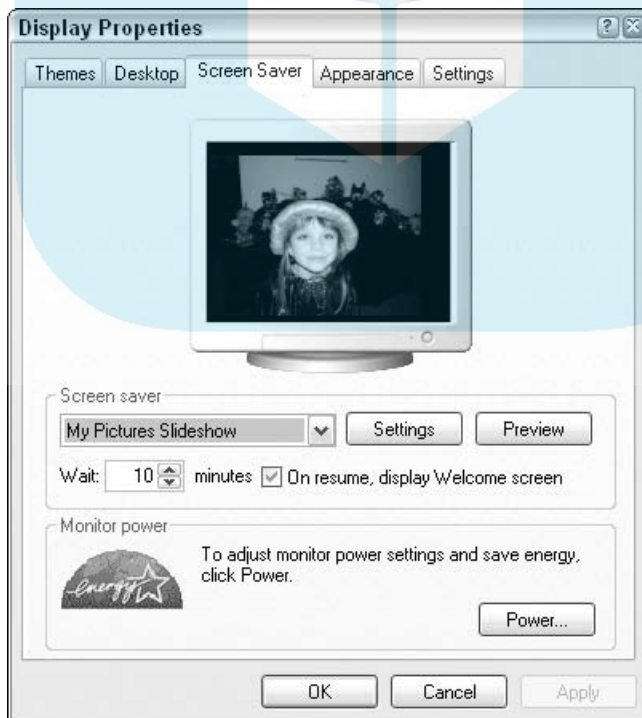 Display Properties
Themes Desktop Screen Saver Appearance Settings
Screen saver
My Pictures Slideshow Settings Preview
Wait: 10 minutes On resume, display Welcome screen
Monitor power
energy
To adjust monitor power settings and save energy,
click Power.
Power...
OK Cancel Apply